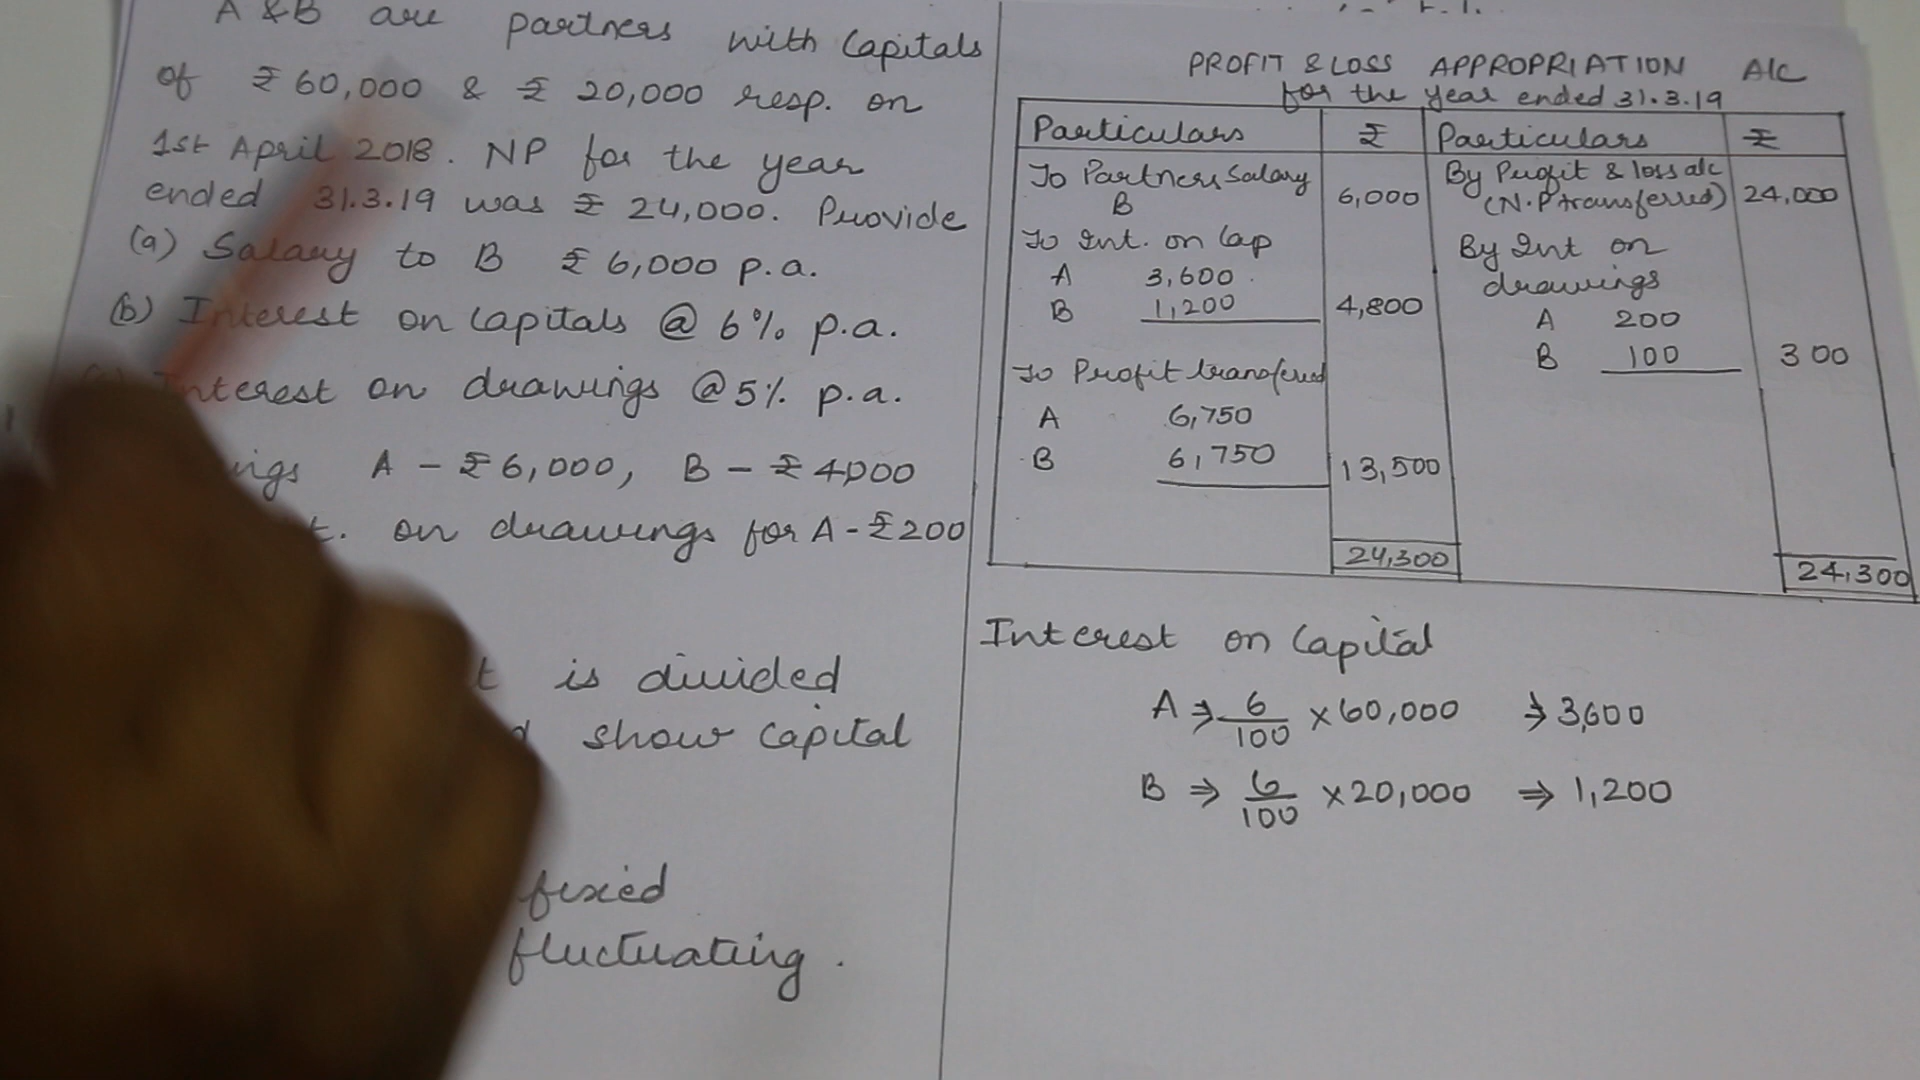 A & B are partners with Capitals
of ₹ 60,000 & ₹ 20,000 resp. on
1st April 2018. NP for the year
ended 31.3.19 was ₹ 24,000. Provide
(a) Salary to B ₹ 6,000 p.a.
(b) Interest on Capitals @ 6% p.a.
Interest on drawings @ 5% p.a.
ngs A - ₹ 6,000, B - ₹ 4,000
t. on drawings for A - ₹ 200
t is divided
show Capital
fixed
fluctuating.
PROFIT & LOSS APPROPRIATION A/C
for the year ended 31.3.19
Particulars ₹ Particulars ₹
To Partners Salary
B 6,000
To Int. on Cap
A 3,600
B 1,200 4,800
To Profit transferred
A 6,750
B 6,750 13,500
24,300
By Profit & loss a/c
(N.P transferred) 24,000
By Int on
drawings
A 200
B 100 300
24,300
Interest on Capital
A ⇒ 6/100 × 60,000 ⇒ 3,600
B ⇒ 6/100 × 20,000 ⇒ 1,200